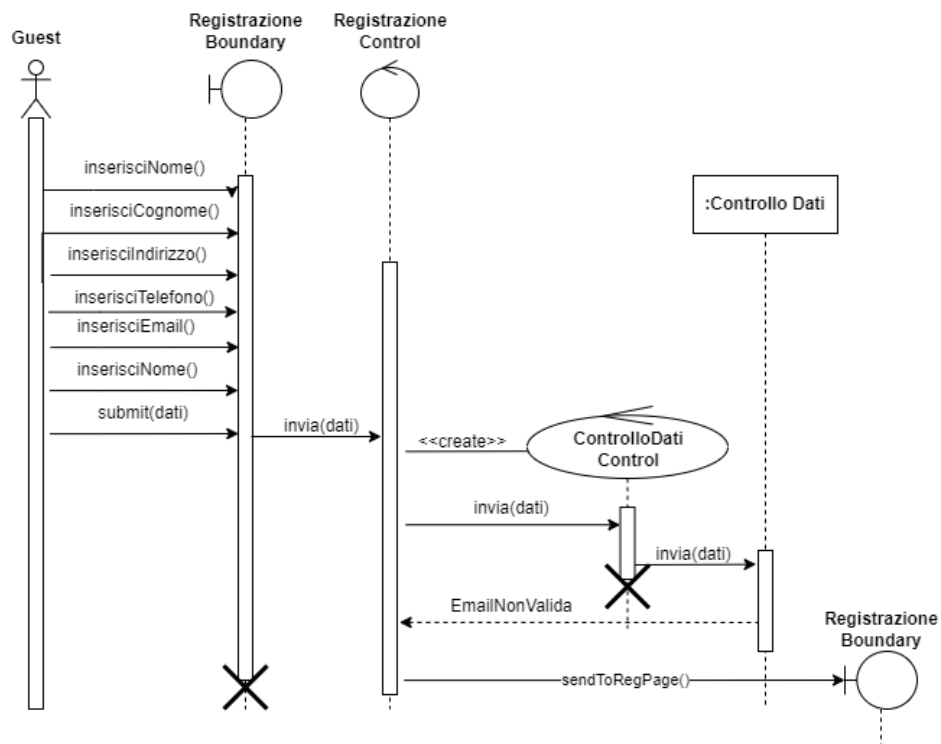 Guest
Registrazione
Boundary
Registrazione
Control
inserisciNome()
inserisciCognome()
:Controllo Dati
inserisciIndirizzo()
inserisciTelefono()
inserisciEmail()
inserisciNome()
submit(dati)
invia(dati)
<<create>>
ControlloDati
Control
invia(dati)
invia(dati)
EmailNonValida
Registrazione
Boundary
sendToRegPage()